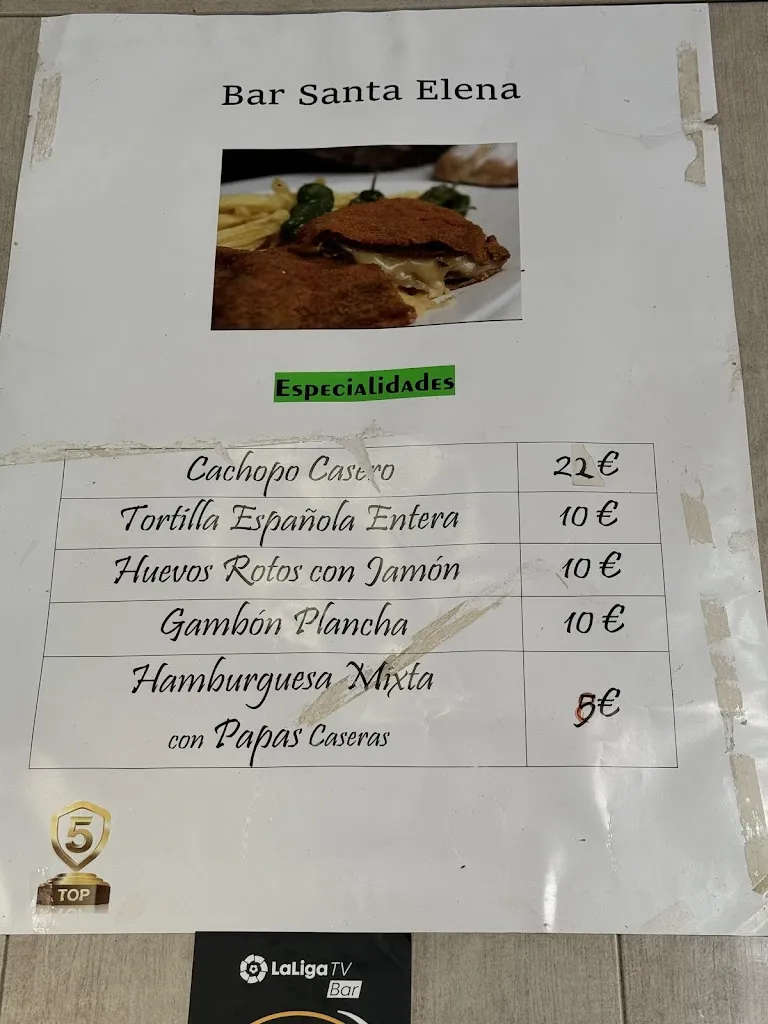 Bar Santa Elena
Especialidades
Cachopo Casero 22 €
Tortilla Española Entera 10 €
Huevos Rotos con Jamón 10 €
Gambón Plancha 10 €
Hamburguesa Mixta
con Papas Caseras
€
5
TOP
LaLiga TV
Bar